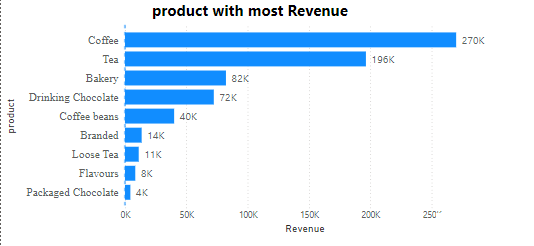 product with most Revenue
product
Coffee 270K
Tea 196K
Bakery 82K
Drinking Chocolate 72K
Coffee beans 40K
Branded 14K
Loose Tea 11K
Flavours 8K
Packaged Chocolate 4K
0K 50K 100K 150K 200K 250
Revenue